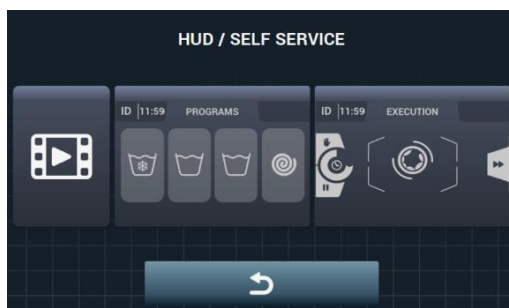 HUD / SELF SERVICE
ID 11:59 PROGRAMS
ID 11:59 EXECUTION